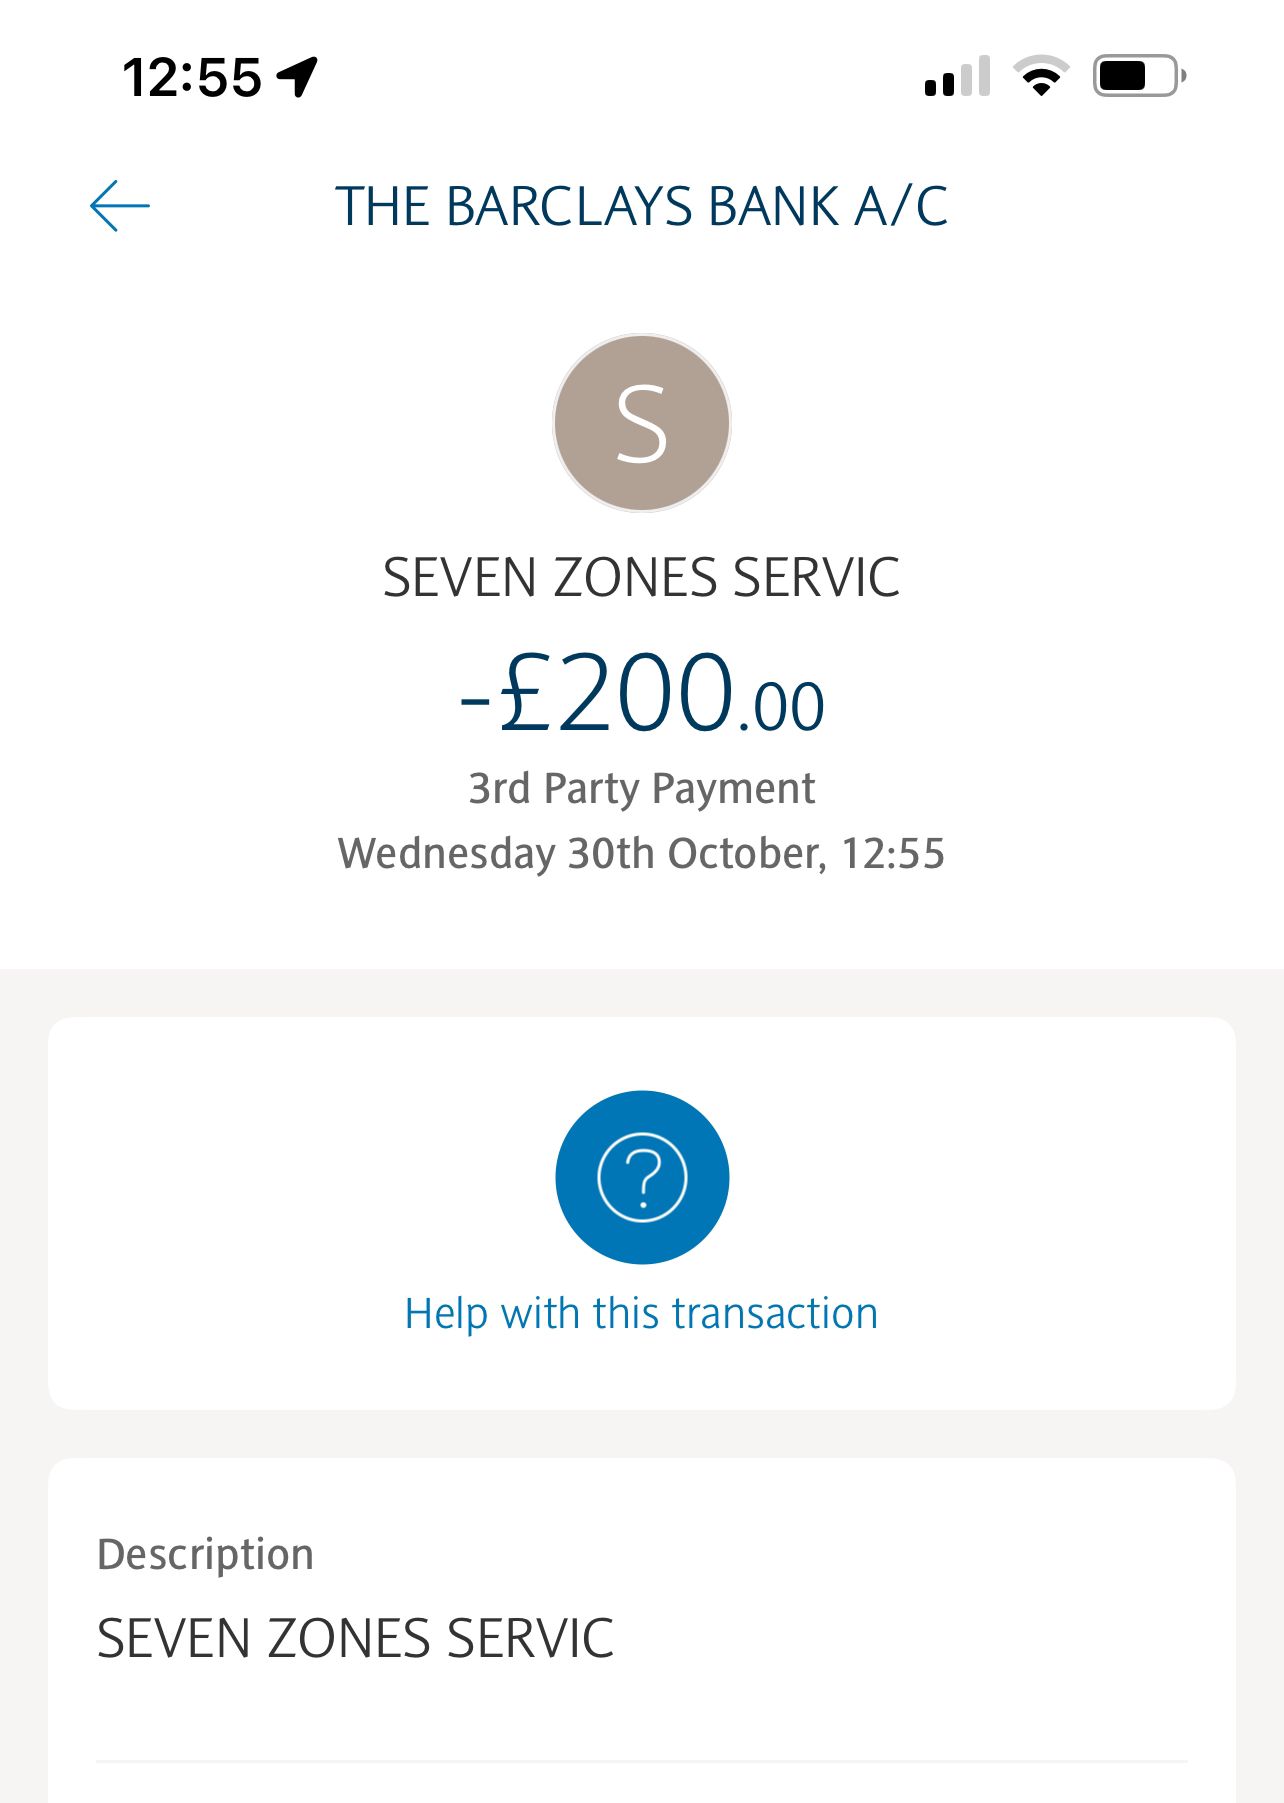 12:55
THE BARCLAYS BANK A/C
S
SEVEN ZONES SERVIC
-£200.00
3rd Party Payment
Wednesday 30th October, 12:55
?
Help with this transaction
Description
SEVEN ZONES SERVIC